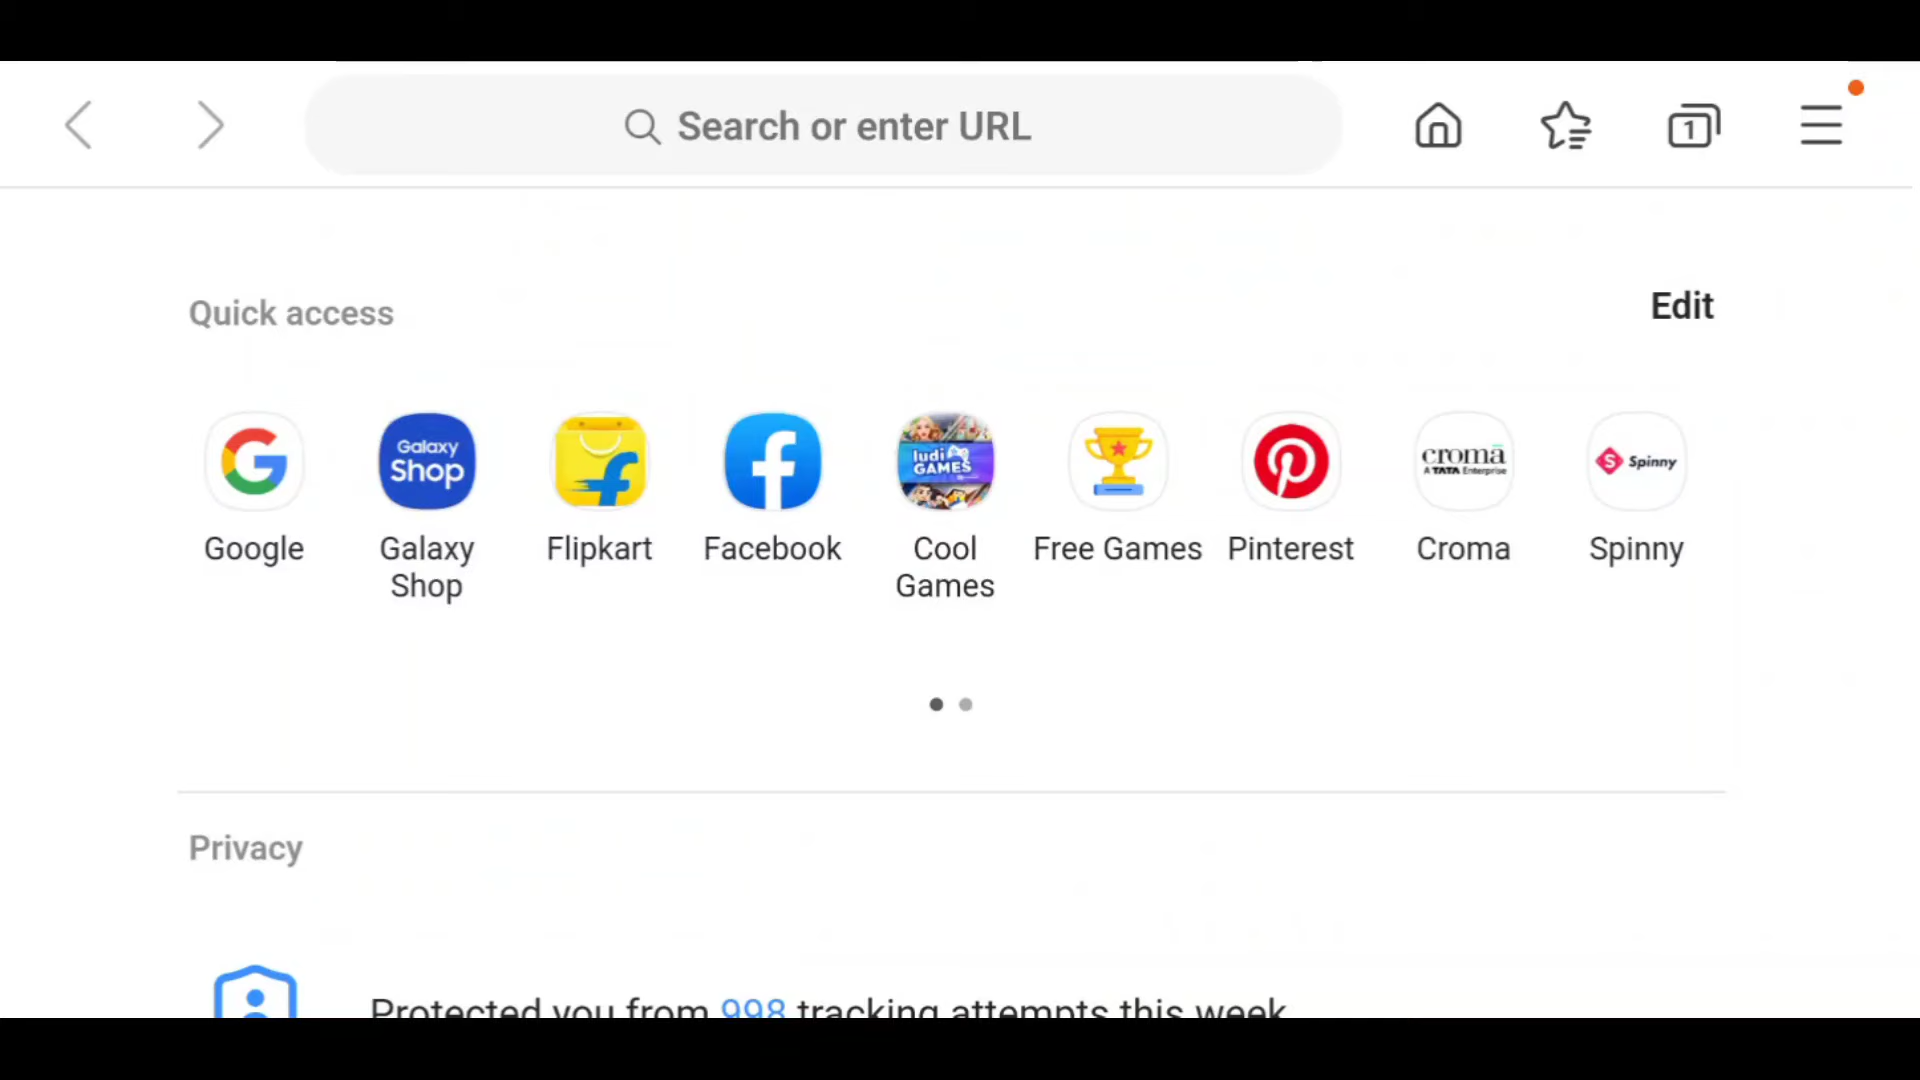 Search or enter URL
1
Quick access
Edit
Galaxy
Shop
ludi
GAMES
croma
A TATA Enterprise
S Spinny
Google
Galaxy
Shop
Flipkart
Facebook
Cool
Games
Free Games
Pinterest
Croma
Spinny
Privacy
Protected you from 998 tracking attempts this week